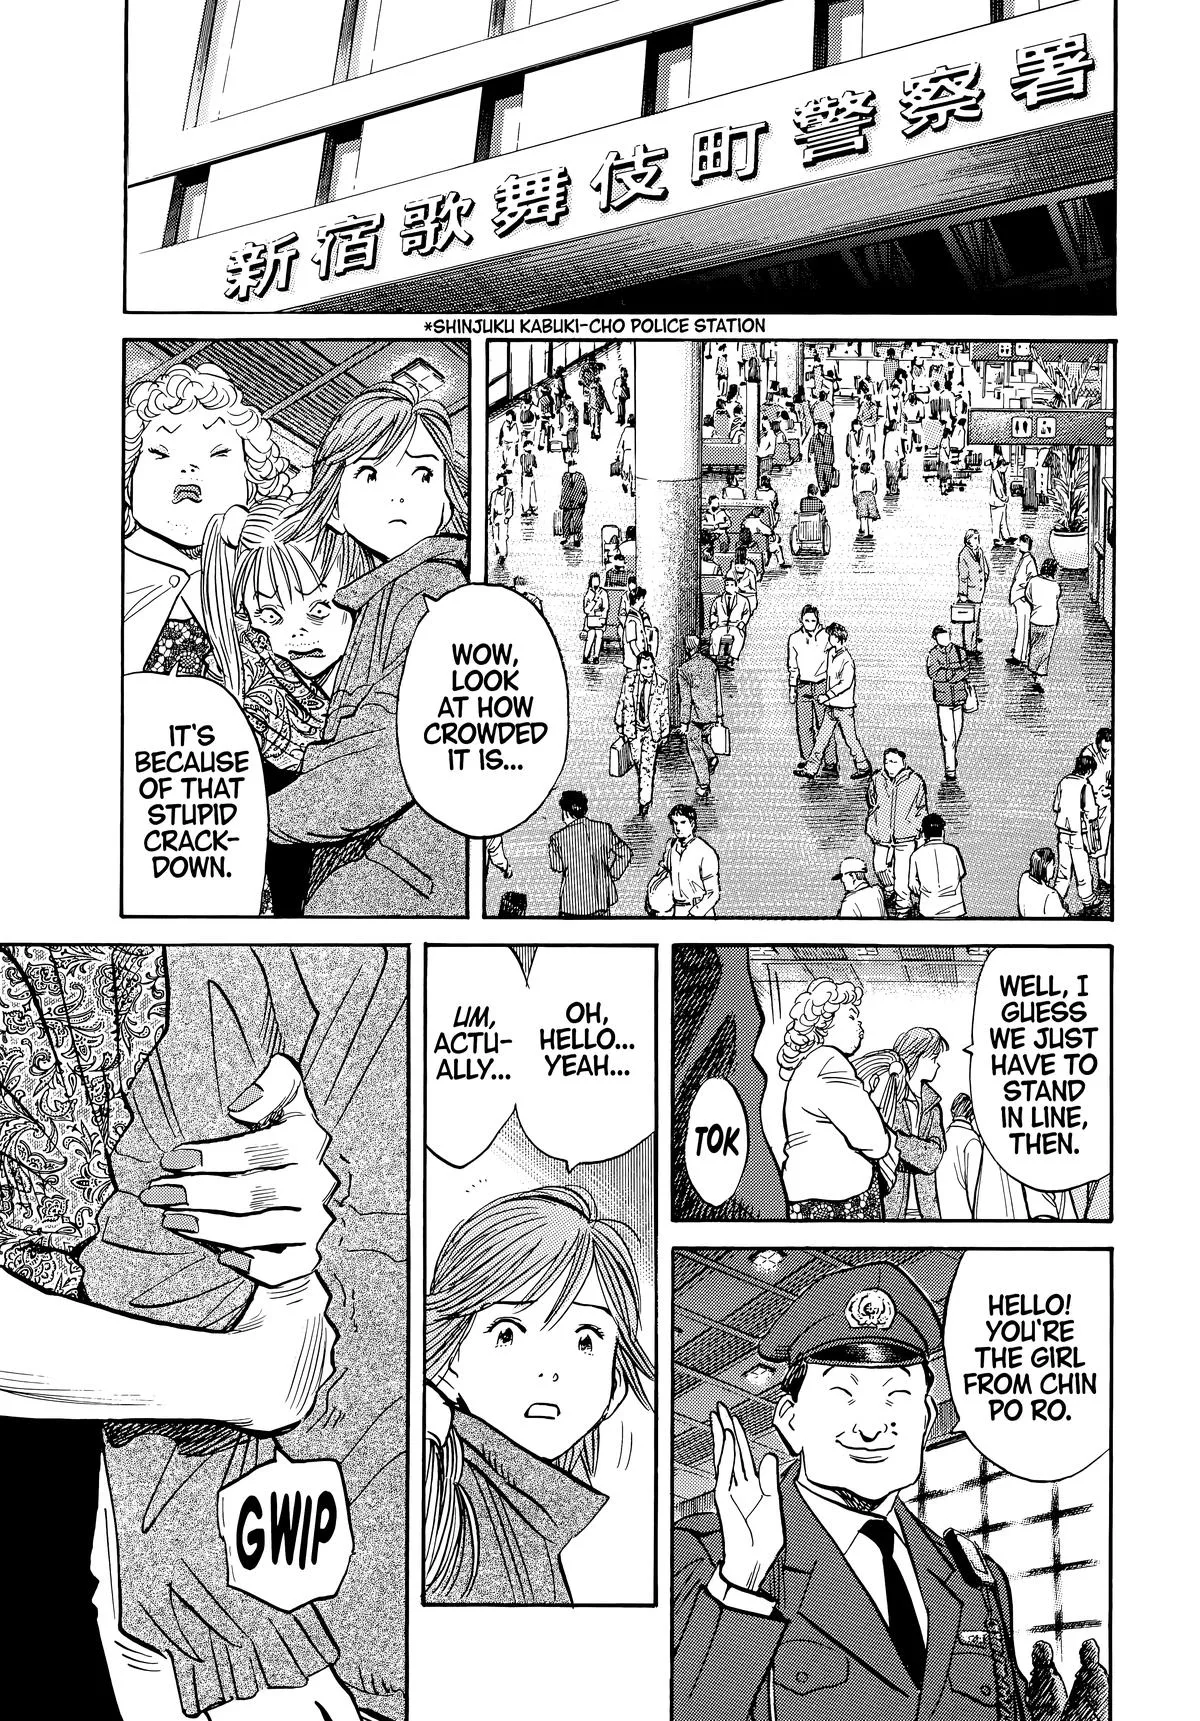 新宿歌舞伎町警察署
*SHINJUKU KABUKI-CHO POLICE STATION
WOW,
LOOK
AT HOW
CROWDED
IT IS...
IT'S
BECAUSE
OF THAT
STUPID
CRACK-
DOWN.
WELL, I
GUESS
WE JUST
HAVE TO
STAND
IN LINE,
THEN.
TOK
HELLO!
YOU'RE
THE GIRL
FROM CHIN
PO RO.
OH,
HELLO...
YEAH...
UM,
ACTU-
ALLY...
GWIP